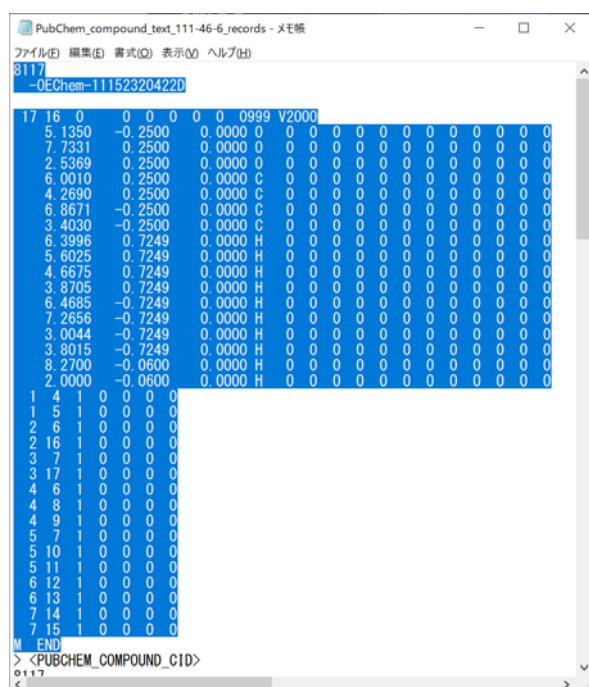 PubChem_compound_text_111-46-6_records - メモ帳
ファイル(F) 編集(E) 書式(O) 表示(V) ヘルプ(H)
8117
  -OEChem-11152320422D

 17 16  0     0  0  0  0  0  0999 V2000
    5.1350   -0.2500    0.0000 O   0  0  0  0  0  0  0  0  0  0  0  0
    7.7331    0.2500    0.0000 O   0  0  0  0  0  0  0  0  0  0  0  0
    2.5369    0.2500    0.0000 O   0  0  0  0  0  0  0  0  0  0  0  0
    6.0010    0.2500    0.0000 C   0  0  0  0  0  0  0  0  0  0  0  0
    4.2690    0.2500    0.0000 C   0  0  0  0  0  0  0  0  0  0  0  0
    6.8671   -0.2500    0.0000 C   0  0  0  0  0  0  0  0  0  0  0  0
    3.4030   -0.2500    0.0000 C   0  0  0  0  0  0  0  0  0  0  0  0
    6.3996    0.7249    0.0000 H   0  0  0  0  0  0  0  0  0  0  0  0
    5.6025    0.7249    0.0000 H   0  0  0  0  0  0  0  0  0  0  0  0
    4.6675    0.7249    0.0000 H   0  0  0  0  0  0  0  0  0  0  0  0
    3.8705    0.7249    0.0000 H   0  0  0  0  0  0  0  0  0  0  0  0
    6.4685   -0.7249    0.0000 H   0  0  0  0  0  0  0  0  0  0  0  0
    7.2656   -0.7249    0.0000 H   0  0  0  0  0  0  0  0  0  0  0  0
    3.0044   -0.7249    0.0000 H   0  0  0  0  0  0  0  0  0  0  0  0
    3.8015   -0.7249    0.0000 H   0  0  0  0  0  0  0  0  0  0  0  0
    8.2700   -0.0600    0.0000 H   0  0  0  0  0  0  0  0  0  0  0  0
    2.0000   -0.0600    0.0000 H   0  0  0  0  0  0  0  0  0  0  0  0
  1  4  1  0  0  0  0
  1  5  1  0  0  0  0
  2  6  1  0  0  0  0
  2 16  1  0  0  0  0
  3  7  1  0  0  0  0
  3 17  1  0  0  0  0
  4  6  1  0  0  0  0
  4  8  1  0  0  0  0
  4  9  1  0  0  0  0
  5  7  1  0  0  0  0
  5 10  1  0  0  0  0
  5 11  1  0  0  0  0
  6 12  1  0  0  0  0
  6 13  1  0  0  0  0
  7 14  1  0  0  0  0
  7 15  1  0  0  0  0
M  END
> <PUBCHEM_COMPOUND_CID>
8117